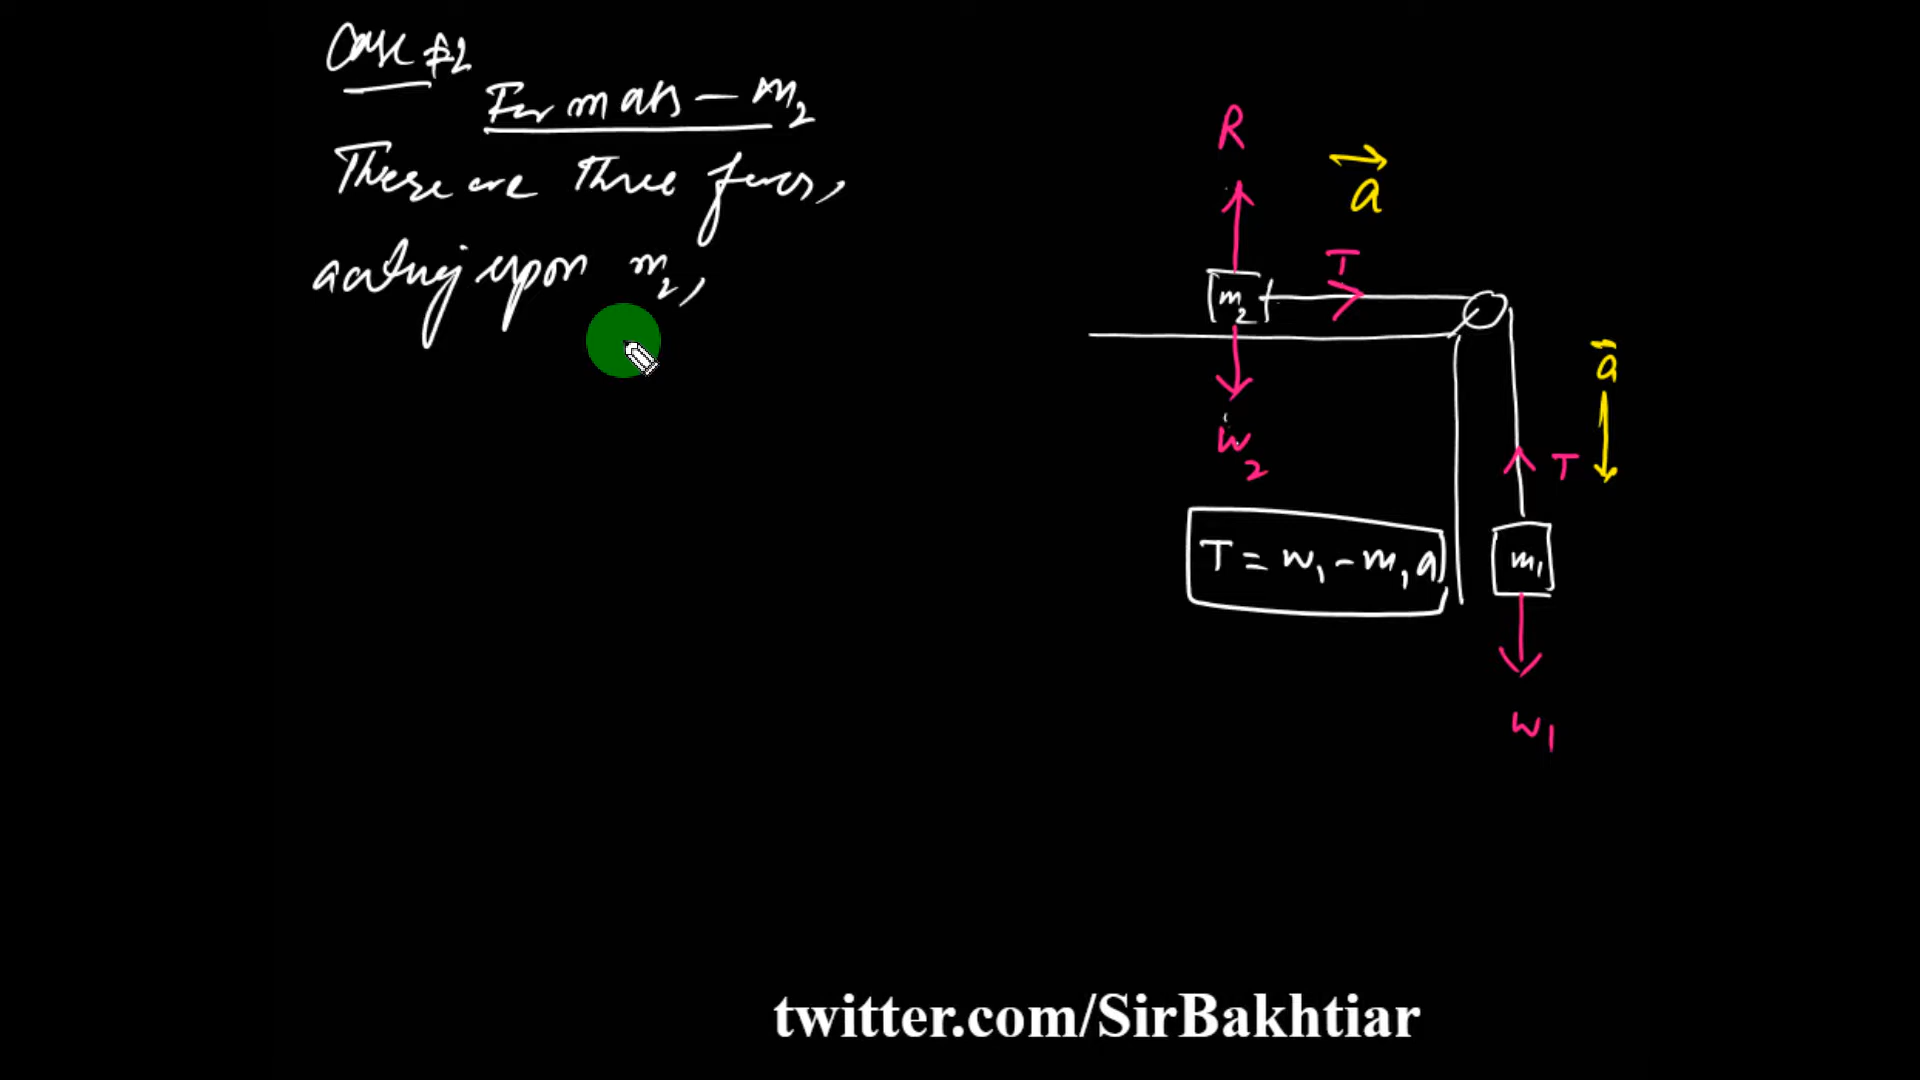 Case #2
For mass - m2
These are three forces,
acting upon m2,
R
a
T
m2
a
W2
T
T = w1 - m1a
m1
W1
twitter.com/SirBakhtiar